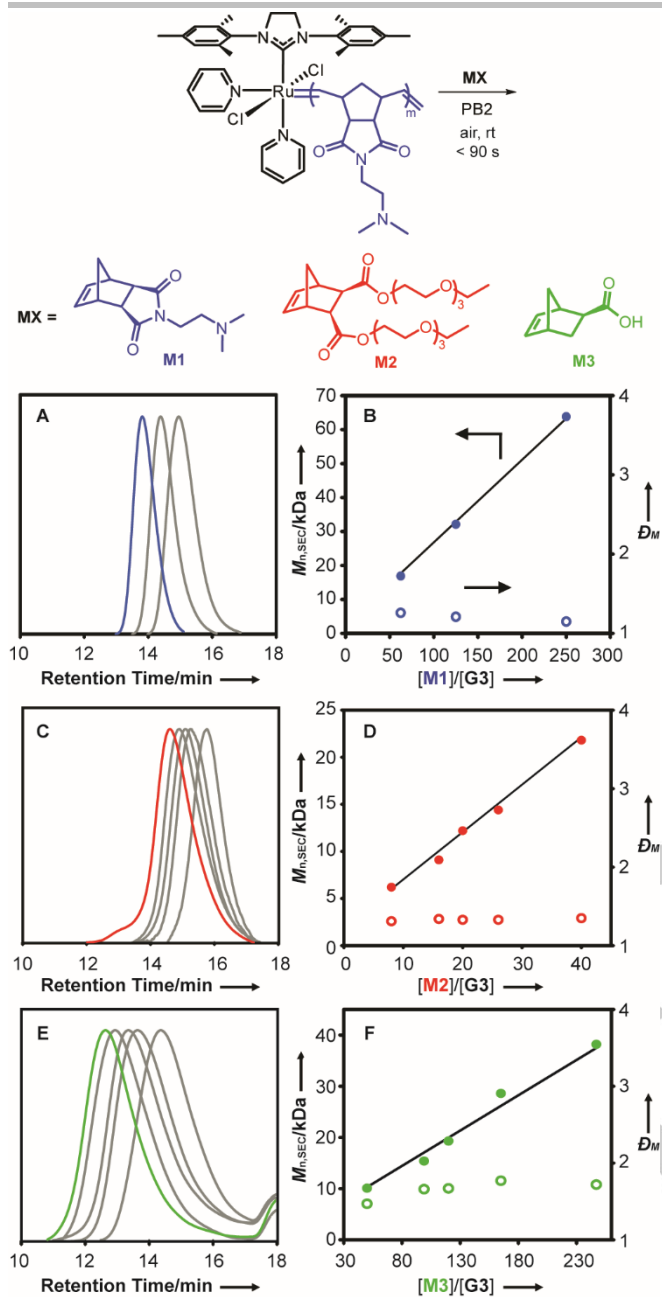 N N
Cl
N Ru
Cl
N
m
O N O
N
MX
PB2
air, rt
< 90 s
MX =
O
N
N
O
M1
O
O
O
3
O
O
O
3
M2
O
OH
M3
A
10 12 14 16 18
Retention Time/min
B
Mn,SEC/kDa
70
60
50
40
30
20
10
0
4
3
2
1
ĐM
0 50 100 150 200 250 300
[M1]/[G3]
C
10 12 14 16 18
Retention Time/min
D
Mn,SEC/kDa
25
20
15
10
5
0
4
3
2
1
ĐM
0 10 20 30 40
[M2]/[G3]
E
10 12 14 16 18
Retention Time/min
F
Mn,SEC/kDa
40
30
20
10
0
4
3
2
1
ĐM
30 80 130 180 230
[M3]/[G3]